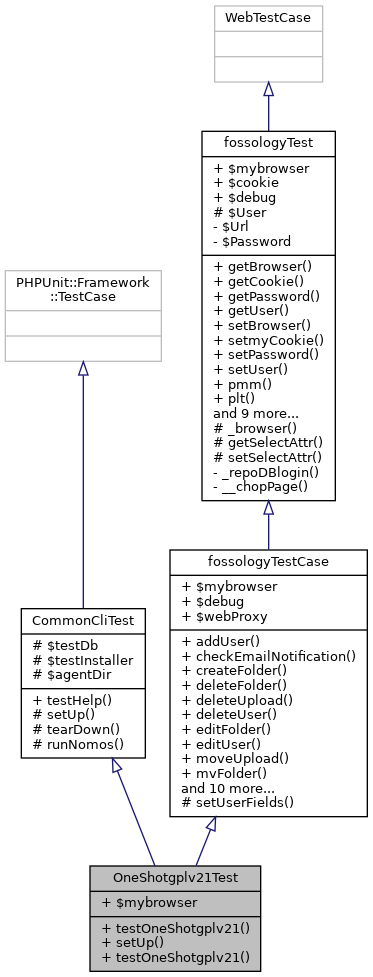 WebTestCase
fossologyTest
+ $mybrowser
+ $cookie
+ $debug
# $User
- $Url
- $Password
+ getBrowser()
+ getCookie()
+ getPassword()
+ getUser()
+ setBrowser()
+ setmyCookie()
+ setPassword()
+ setUser()
+ pmm()
+ plt()
and 9 more...
# _browser()
# getSelectAttr()
# setSelectAttr()
- _repoDBlogin()
- __chopPage()
PHPUnit::Framework
::TestCase
fossologyTestCase
+ $mybrowser
+ $debug
+ $webProxy
+ addUser()
+ checkEmailNotification()
+ createFolder()
+ deleteFolder()
+ deleteUpload()
+ deleteUser()
+ editFolder()
+ editUser()
+ moveUpload()
+ mvFolder()
and 10 more...
# setUserFields()
CommonCliTest
# $testDb
# $testInstaller
# $agentDir
+ testHelp()
# setUp()
# tearDown()
# runNomos()
OneShotgplv21Test
+ $mybrowser
+ testOneShotgplv21()
+ setUp()
+ testOneShotgplv21()